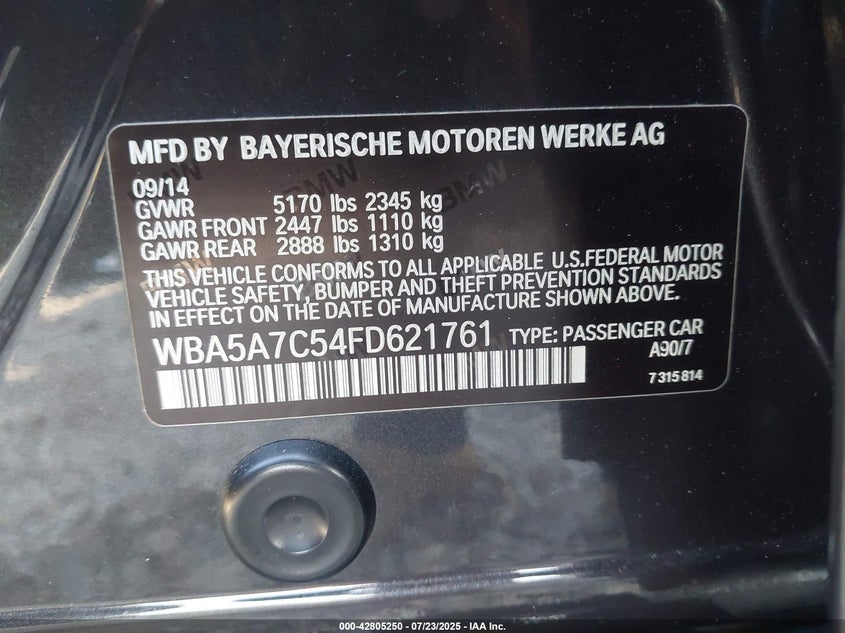 MFD BY BAYERISCHE MOTOREN WERKE AG
09/14
GVWR 5170 lbs 2345 kg
GAWR FRONT 2447 lbs 1110 kg
GAWR REAR 2888 lbs 1310 kg
THIS VEHICLE CONFORMS TO ALL APPLICABLE U.S.FEDERAL MOTOR
VEHICLE SAFETY, BUMPER AND THEFT PREVENTION STANDARDS
IN EFFECT ON THE DATE OF MANUFACTURE SHOWN ABOVE.
WBA5A7C54FD621761 TYPE: PASSENGER CAR
A90/7
7 315 814
000-42805250 - 07/23/2025 - IAA Inc.